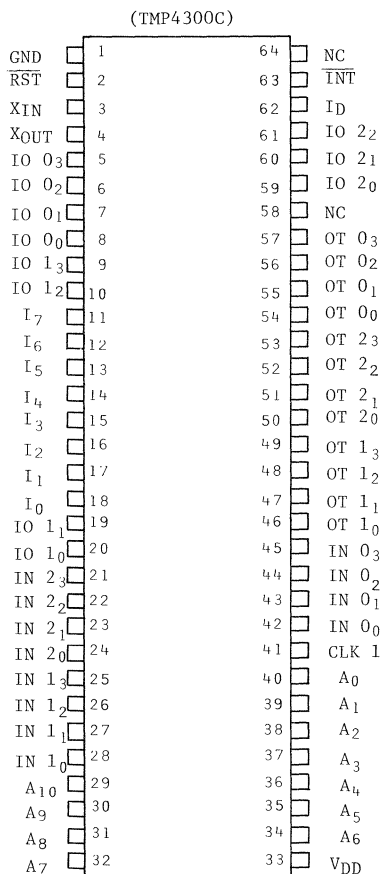 (TMP4300C)
GND 1 64 NC
RST 2 63 INT
XIN 3 62 ID
XOUT 4 61 IO 22
IO 03 5 60 IO 21
IO 02 6 59 IO 20
IO 01 7 58 NC
IO 00 8 57 OT 03
IO 13 9 56 OT 02
IO 12 10 55 OT 01
I7 11 54 OT 00
I6 12 53 OT 23
I5 13 52 OT 22
I4 14 51 OT 21
I3 15 50 OT 20
I2 16 49 OT 13
I1 17 48 OT 12
I0 18 47 OT 11
IO 11 19 46 OT 10
IO 10 20 45 IN 03
IN 23 21 44 IN 02
IN 22 22 43 IN 01
IN 21 23 42 IN 00
IN 20 24 41 CLK 1
IN 13 25 40 A0
IN 12 26 39 A1
IN 11 27 38 A2
IN 10 28 37 A3
A10 29 36 A4
A9 30 35 A5
A8 31 34 A6
A7 32 33 VDD